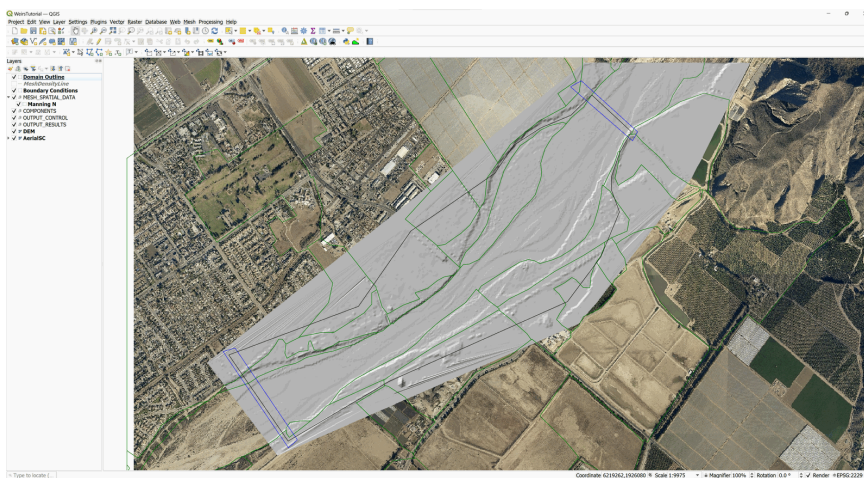 WeirsTutorial — QGIS
Project Edit View Layer Settings Plugins Vector Raster Database Web Mesh Processing Help
Layers
Domain Outline
MeshDensityLine
Boundary Conditions
MESH_SPATIAL_DATA
Manning N
COMPONENTS
OUTPUT_CONTROL
OUTPUT_RESULTS
DEM
AerialSC
Type to locate (...
Coordinate 6219262,1926080 Scale 1:9975 Magnifier 100% Rotation 0.0 ° Render EPSG:2229